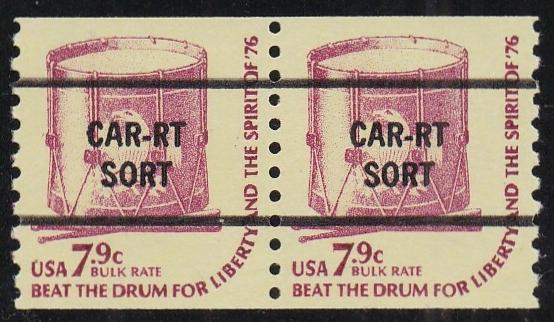 CAR-RT
SORT
USA 7.9c
BULK RATE
BEAT THE DRUM FOR LIBERTY AND THE SPIRIT OF '76
CAR-RT
SORT
USA 7.9c
BULK RATE
BEAT THE DRUM FOR LIBERTY AND THE SPIRIT OF '76